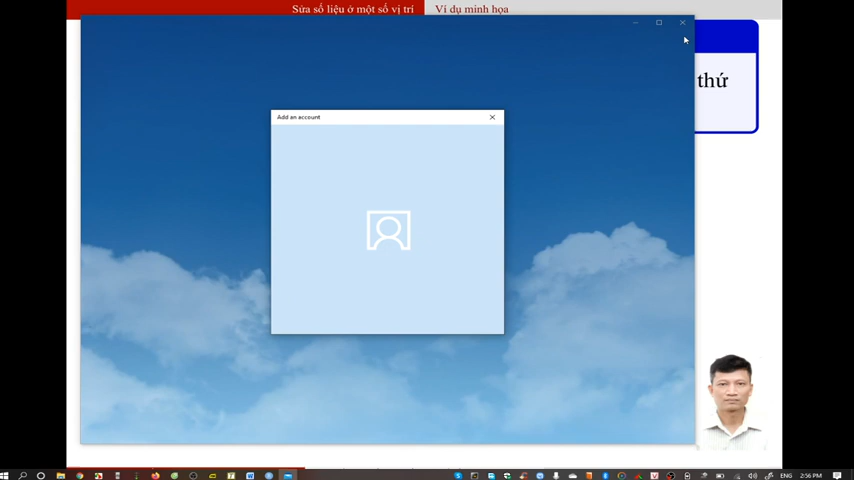 Sửa số liệu ở một số vị trí
Ví dụ minh họa
thứ
Add an account
ENG
2:56 PM